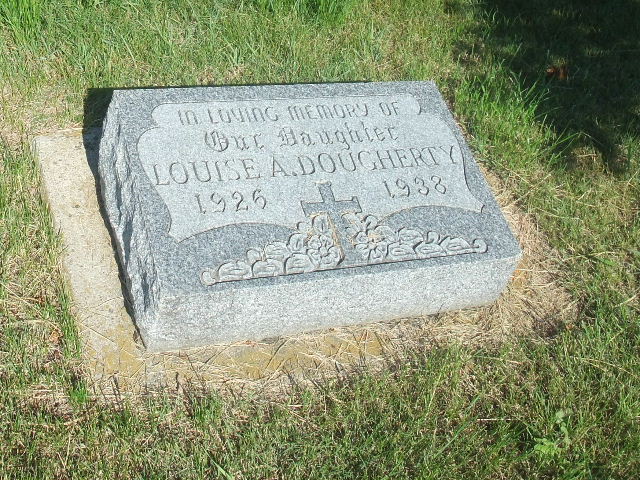 IN LOVING MEMORY OF
Our Daughter
LOUISE A. DOUGHERTY
1926 1938